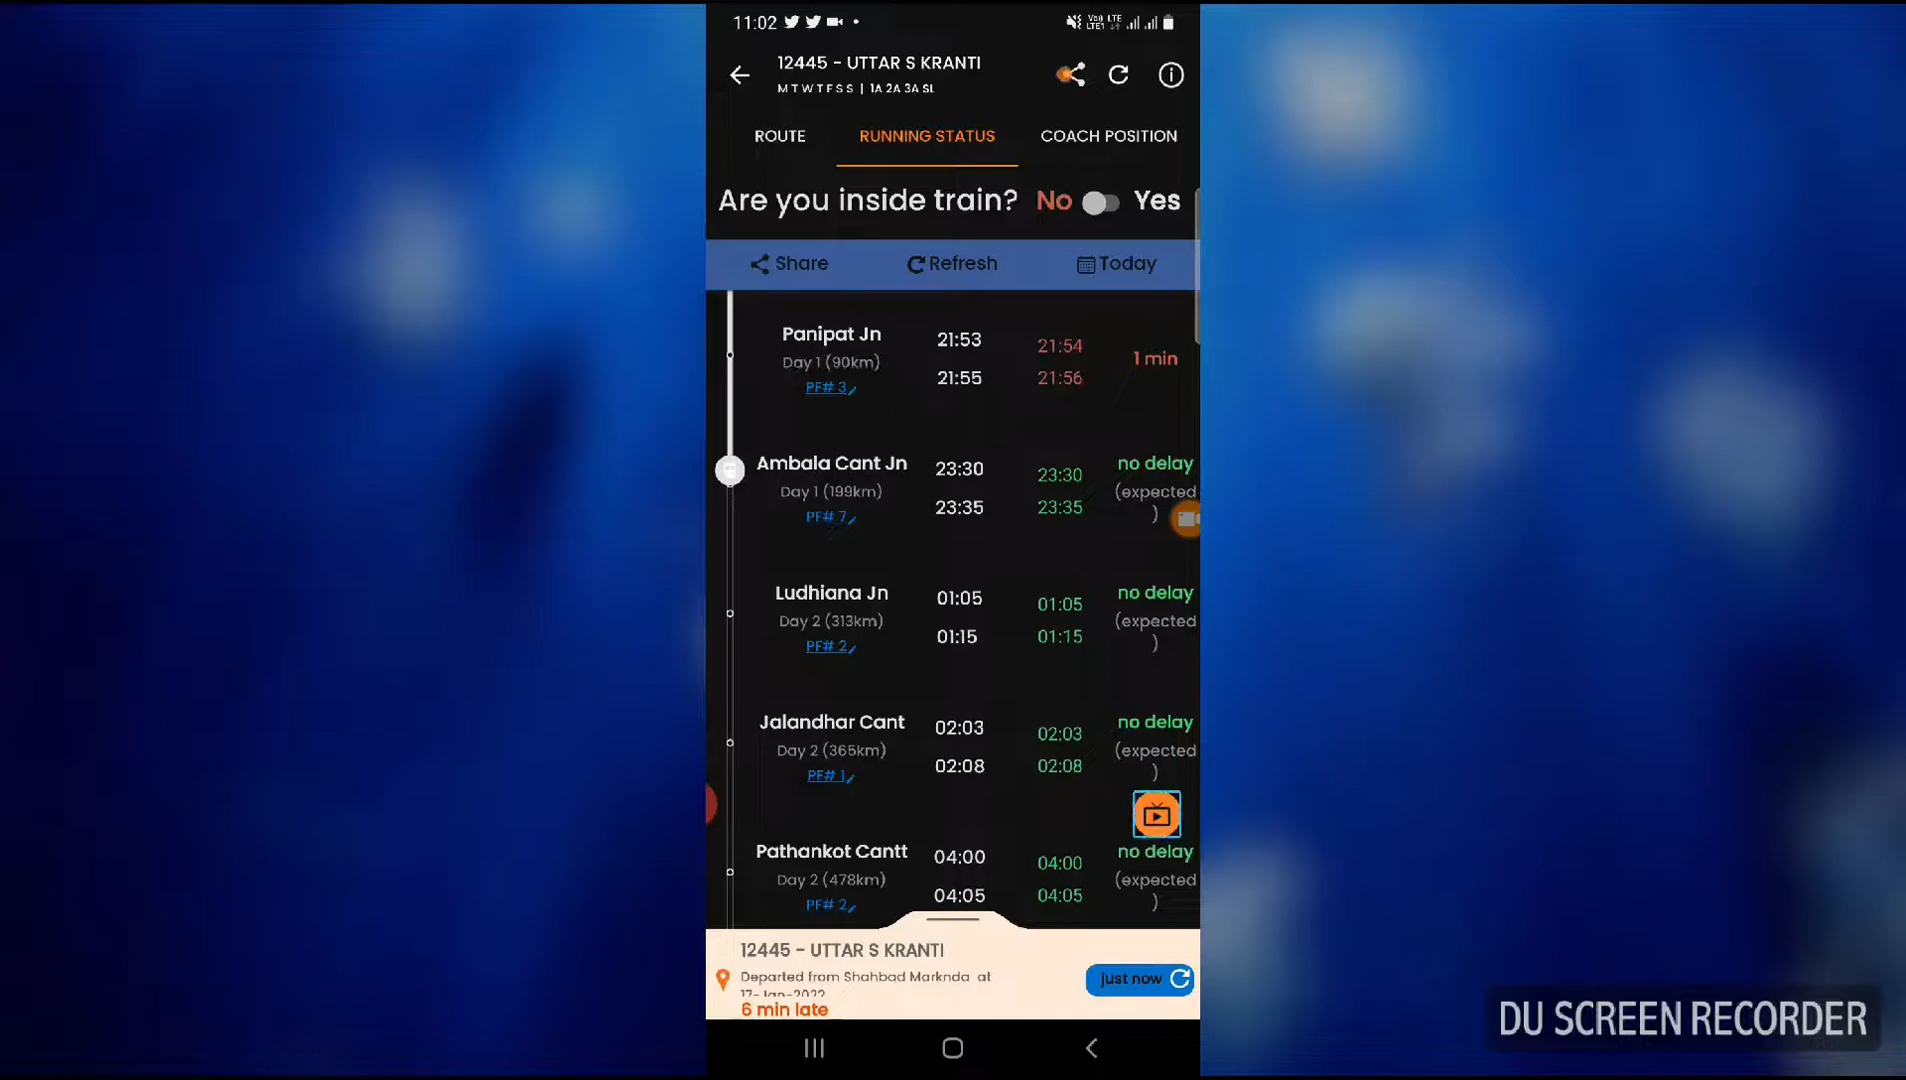 11:02
Vo)) LTE
LTE1
12445 - UTTAR S KRANTI
M T W T F S S | 1A 2A 3A SL
ROUTE RUNNING STATUS COACH POSITION
Are you inside train? No Yes
Share Refresh Today
Panipat Jn 21:53 21:54 1 min
Day 1 (90km)
PF# 3 21:55 21:56
Ambala Cant Jn 23:30 23:30 no delay
Day 1 (199km) (expected
PF# 7 23:35 23:35 )
Ludhiana Jn 01:05 01:05 no delay
Day 2 (313km) (expected
PF# 2 01:15 01:15 )
Jalandhar Cant 02:03 02:03 no delay
Day 2 (365km) (expected
PF# 1 02:08 02:08 )
Pathankot Cantt 04:00 04:00 no delay
Day 2 (478km) (expected
PF# 2 04:05 04:05 )
12445 - UTTAR S KRANTI
Departed from Shahbad Marknda at
17-Jan-2022
6 min late
just now
DU SCREEN RECORDER